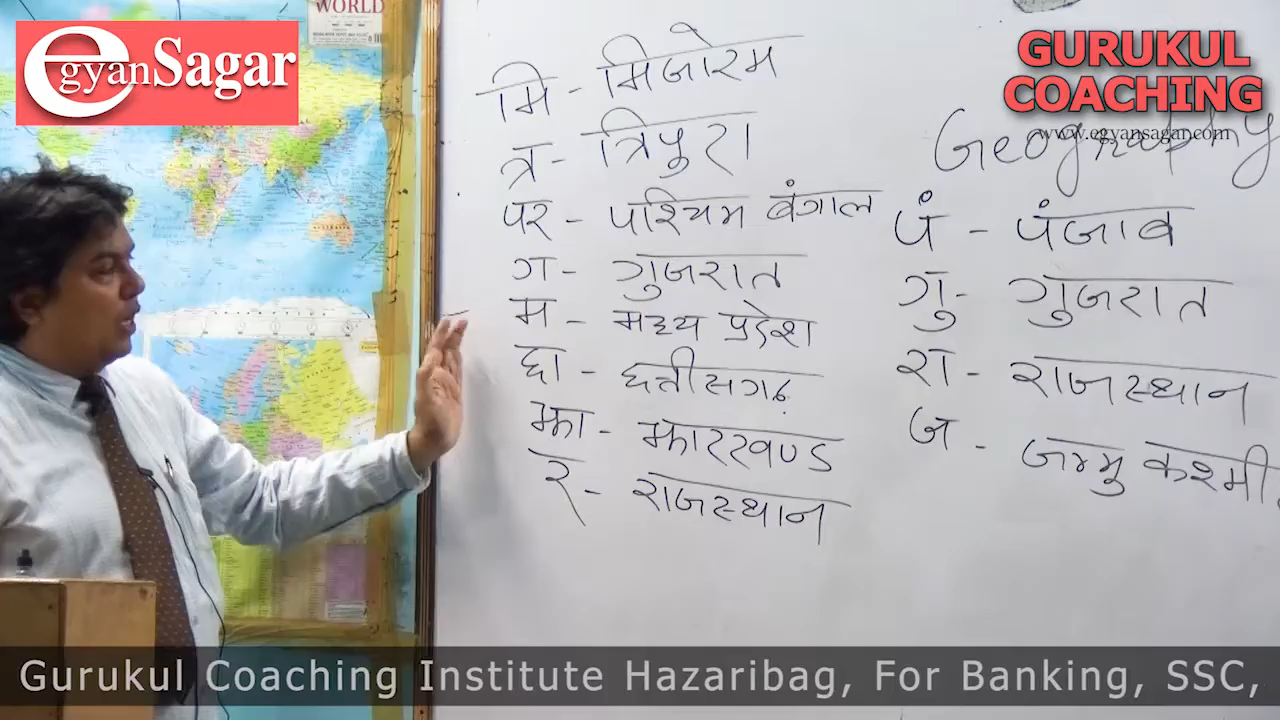 WORLD
egyanSagar
GURUKUL
COACHING
www.egyansagar.com
Geography
मि - मिजोरम
त्र - त्रिपुरा
पर - पश्चिम बंगाल
ग - गुजरात
म - मध्य प्रदेश
छा - छत्तीसगढ़
झा - झारखण्ड
र - राजस्थान
पं - पंजाब
गु - गुजरात
रा - राजस्थान
ज - जम्मु कश्मी
Gurukul Coaching Institute Hazaribag, For Banking, SSC,